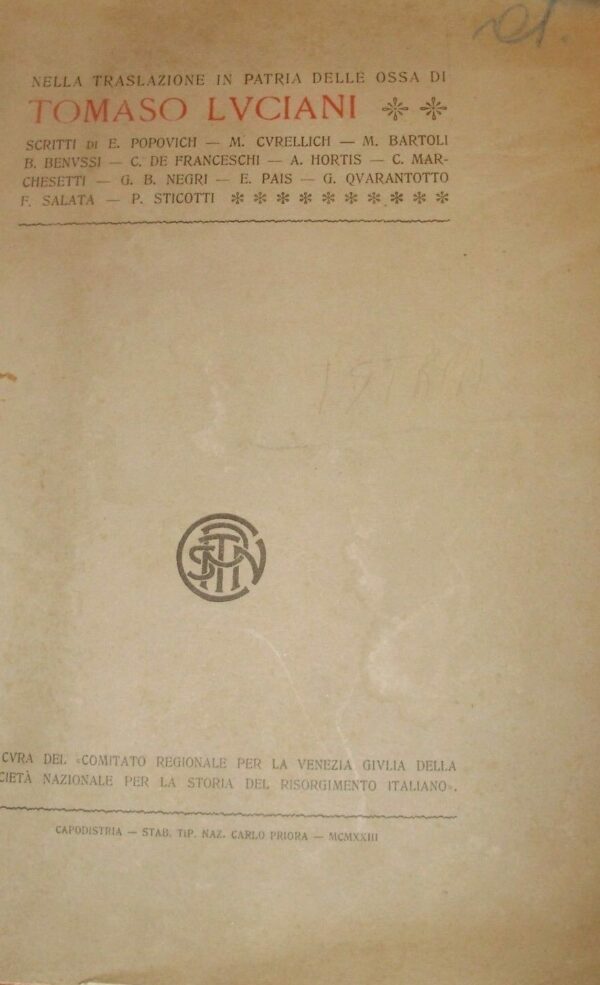 NELLA TRASLAZIONE IN PATRIA DELLE OSSA DI
TOMASO LVCIANI
SCRITTI DI E. POPOVICH — M. CVRELLICH — M. BARTOLI
B. BENVSSI — C. DE FRANCESCHI — A. HORTIS — C. MAR-
CHESETTI — G. B. NEGRI — E. PAIS — G. QVARANTOTTO
F. SALATA — P. STICOTTI
ISTRIA
CVRA DEL «COMITATO REGIONALE PER LA VENEZIA GIVLIA DELLA
CIETÀ NAZIONALE PER LA STORIA DEL RISORGIMENTO ITALIANO».
CAPODISTRIA — STAB. TIP. NAZ. CARLO PRIORA — MCMXXIII